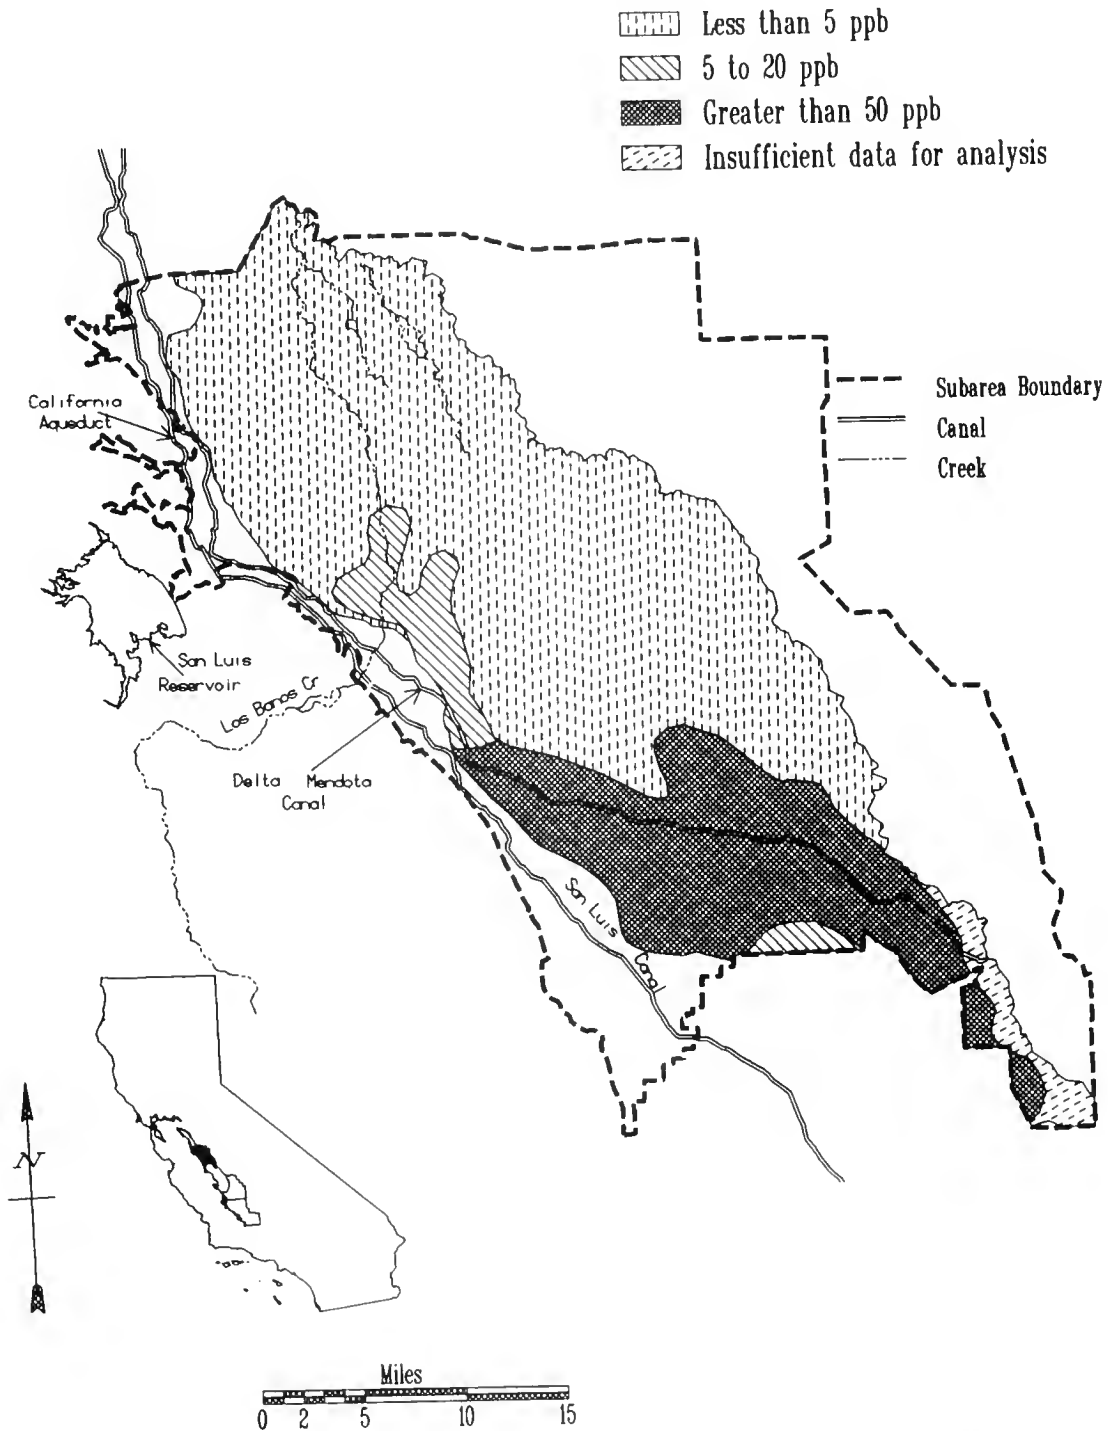 Less than 5 ppb
5 to 20 ppb
Greater than 50 ppb
Insufficient data for analysis
Subarea Boundary
Canal
Creek
California
Aqueduct
San Luis
Reservoir
Los Banos Cr
Delta Mendota
Canal
San Luis Canal
N
Miles
0 2 5 10 15